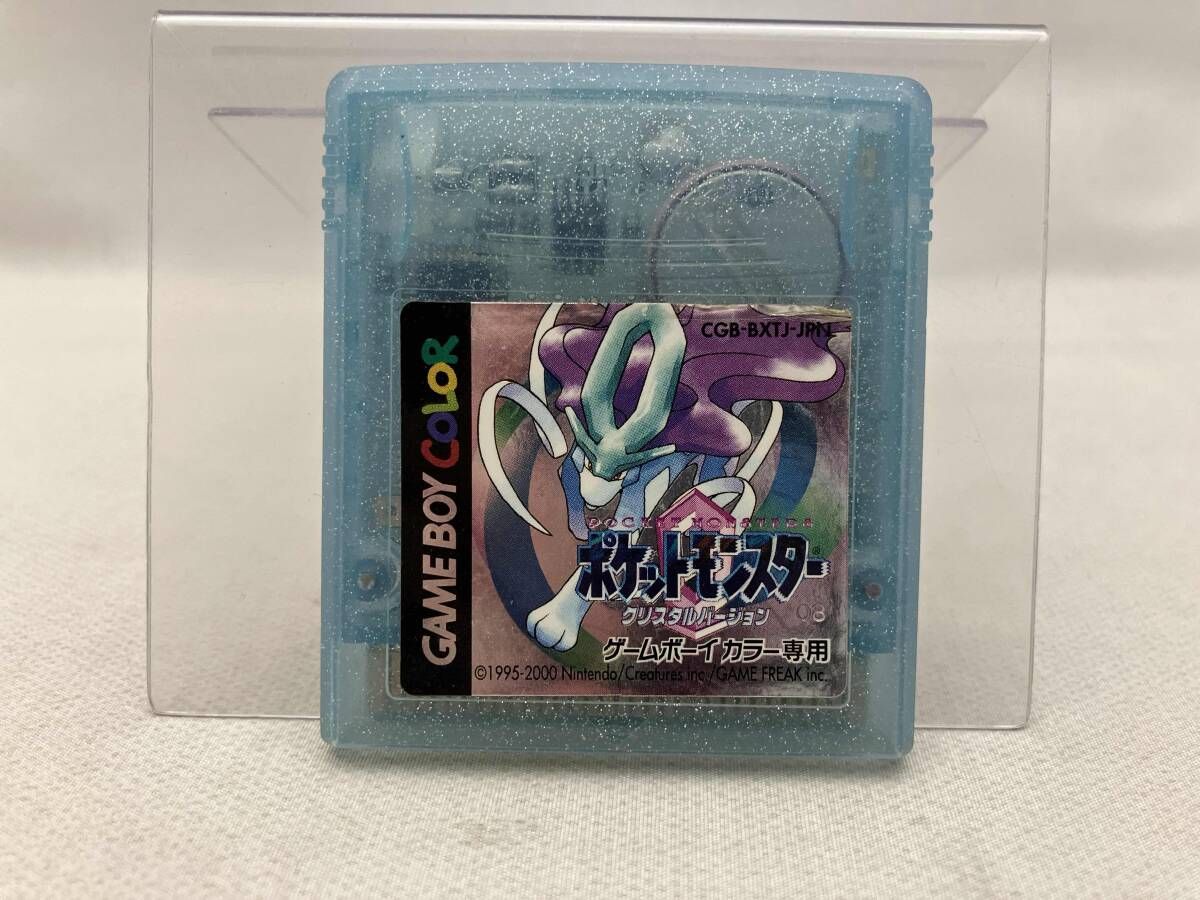 GAME BOY COLOR
CGB-BXTJ-JPN
POCKET MONSTERS
ポケットモンスター
クリスタルバージョン
08
ゲームボーイカラー専用
©1995-2000 Nintendo/Creatures inc./GAME FREAK inc.